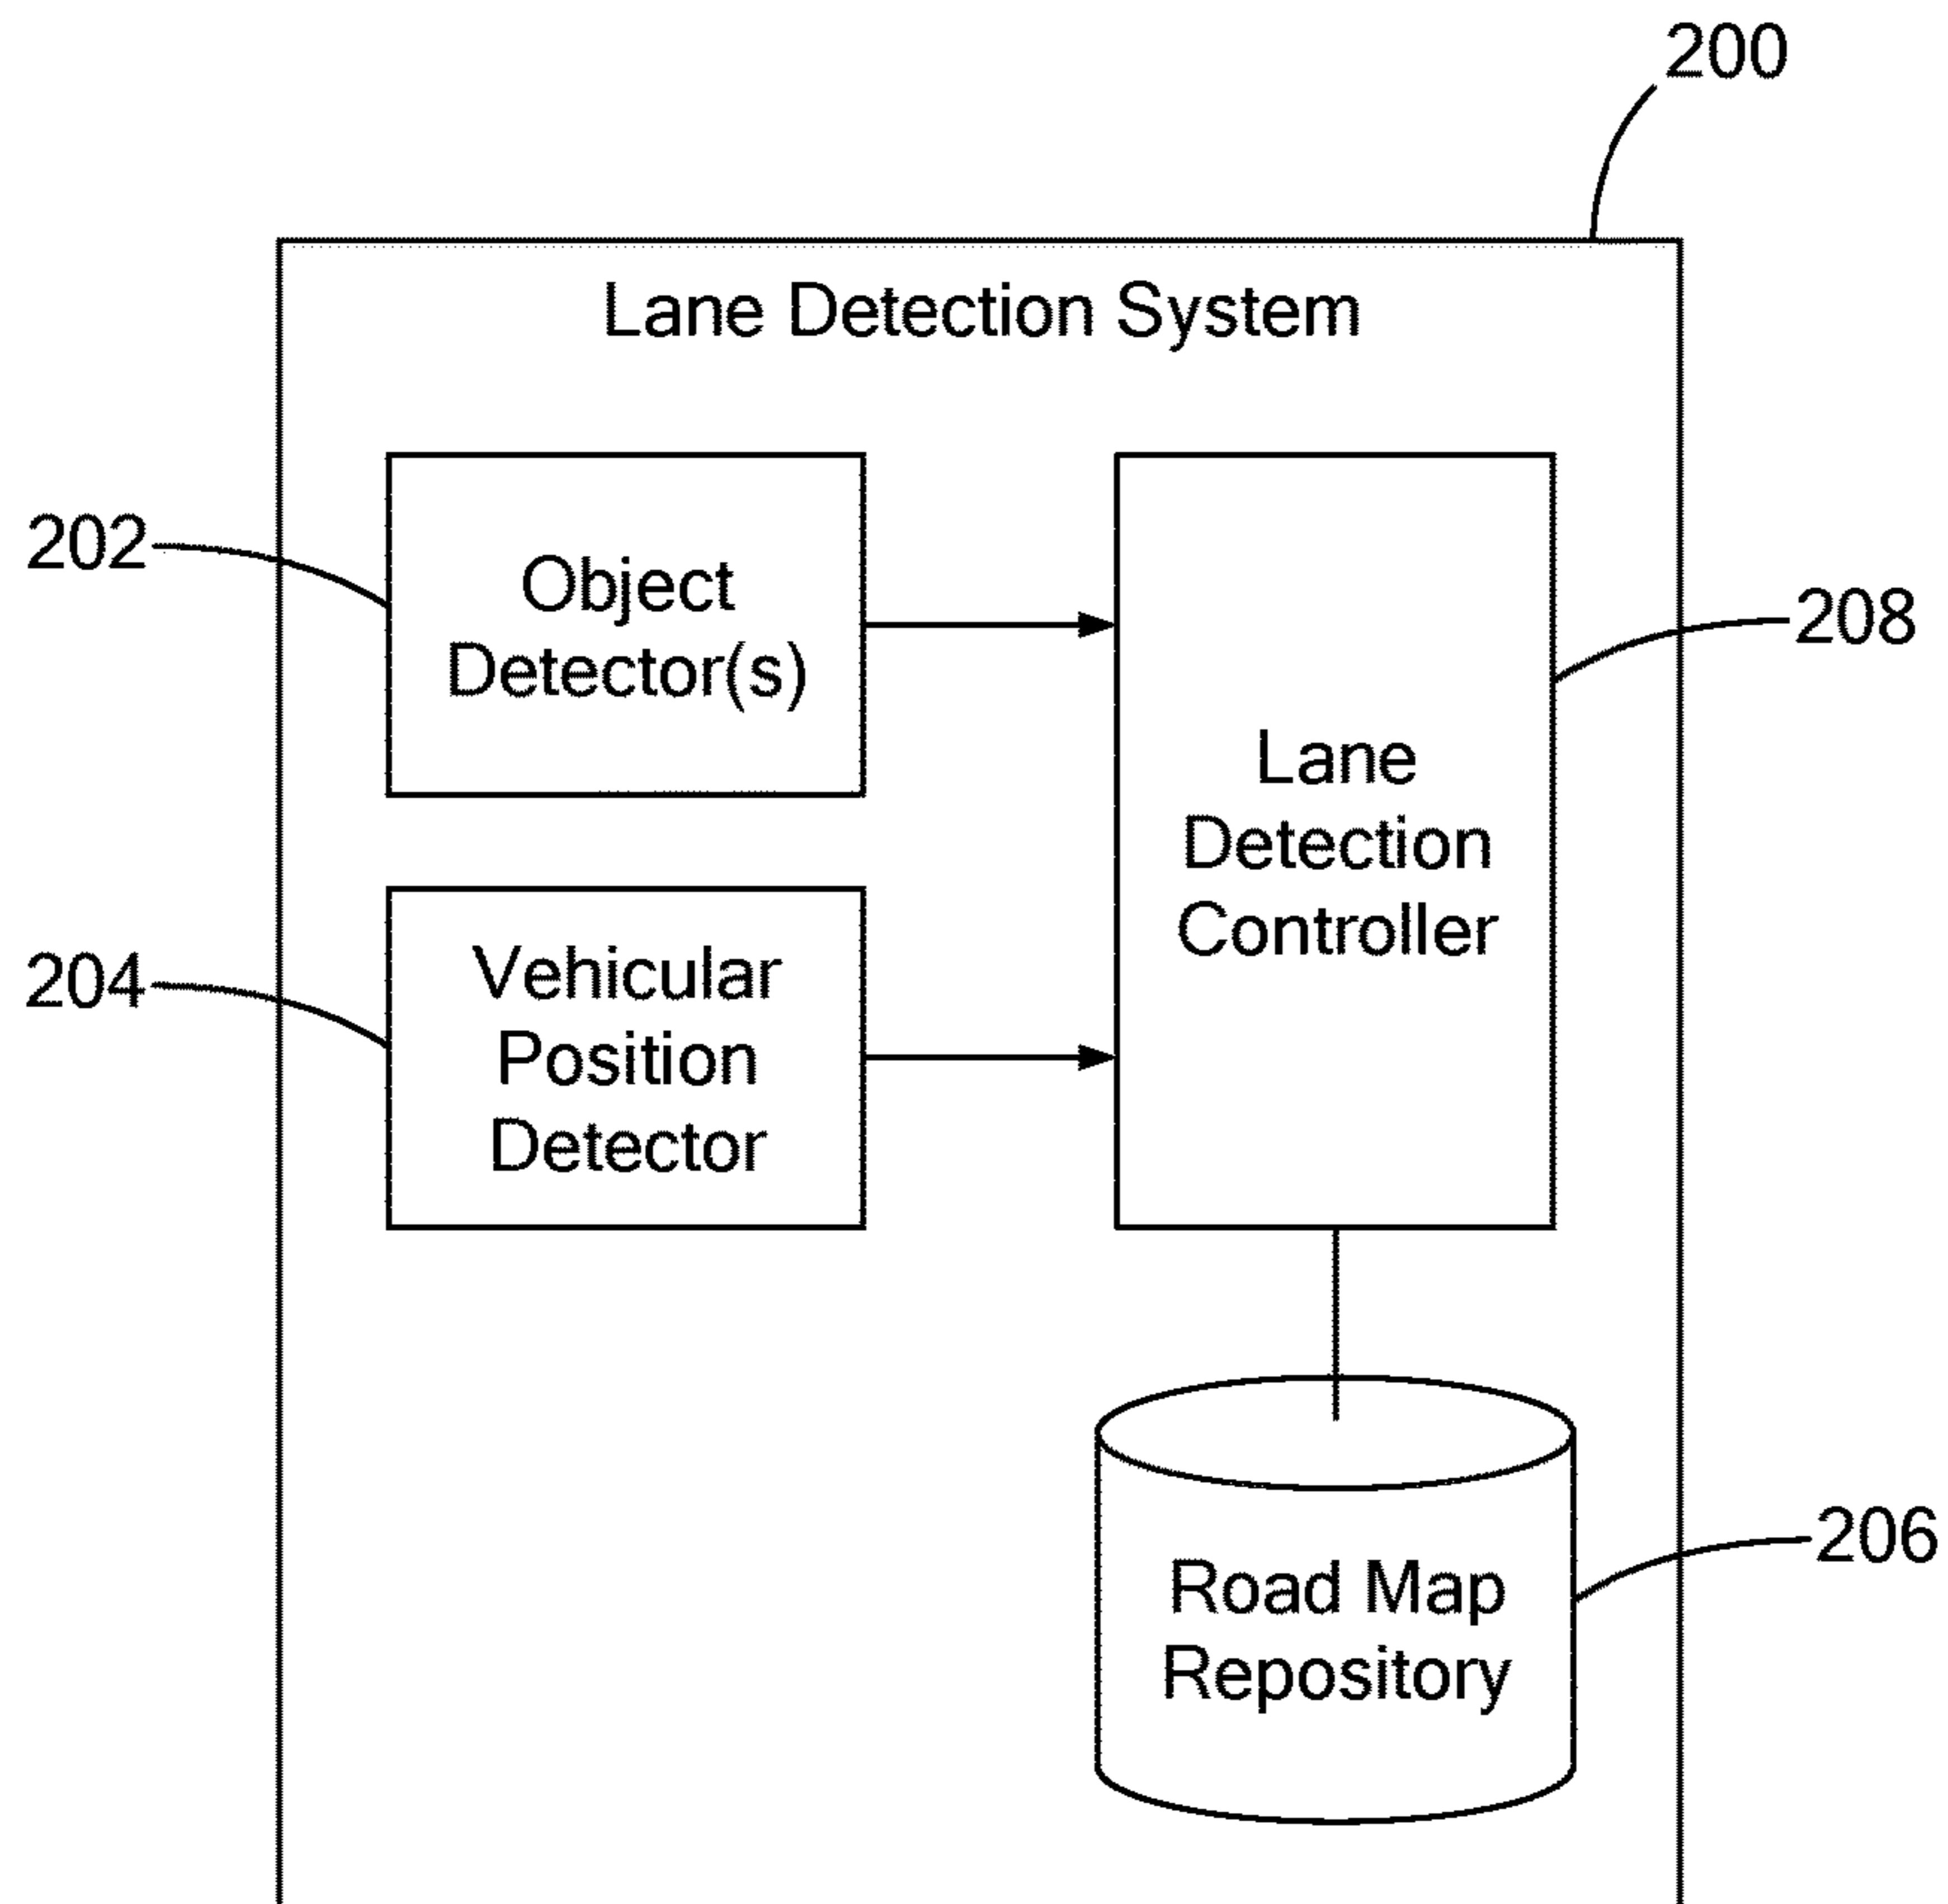 200
Lane Detection System
202
Object
Detector(s)
208
Lane
Detection
Controller
204
Vehicular
Position
Detector
206
Road Map
Repository